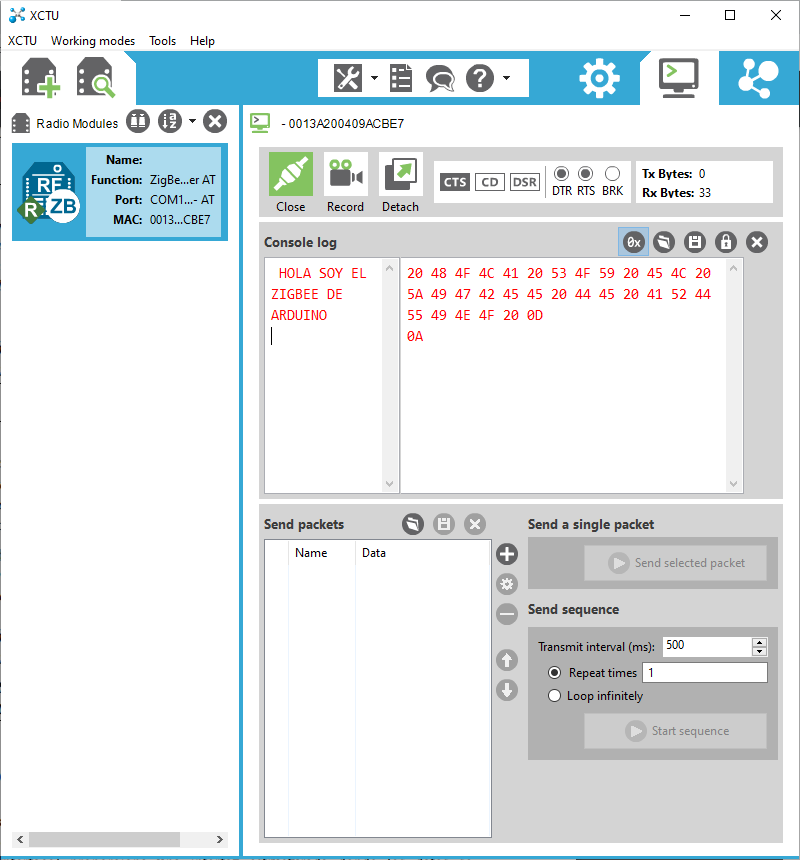 XCTU
XCTU Working modes Tools Help
Radio Modules
- 0013A200409ACBE7
Name:
Function: ZigBe...er AT
Port: COM1...- AT
MAC: 0013...CBE7
RF
R ZB
Close Record Detach
CTS CD DSR
DTR RTS BRK
Tx Bytes: 0
Rx Bytes: 33
Console log
0x
HOLA SOY EL
ZIGBEE DE
ARDUINO
20 48 4F 4C 41 20 53 4F 59 20 45 4C 20
5A 49 47 42 45 45 20 44 45 20 41 52 44
55 49 4E 4F 20 0D
0A
Send packets
Name Data
Send a single packet
Send selected packet
Send sequence
Transmit interval (ms): 500
Repeat times 1
Loop infinitely
Start sequence